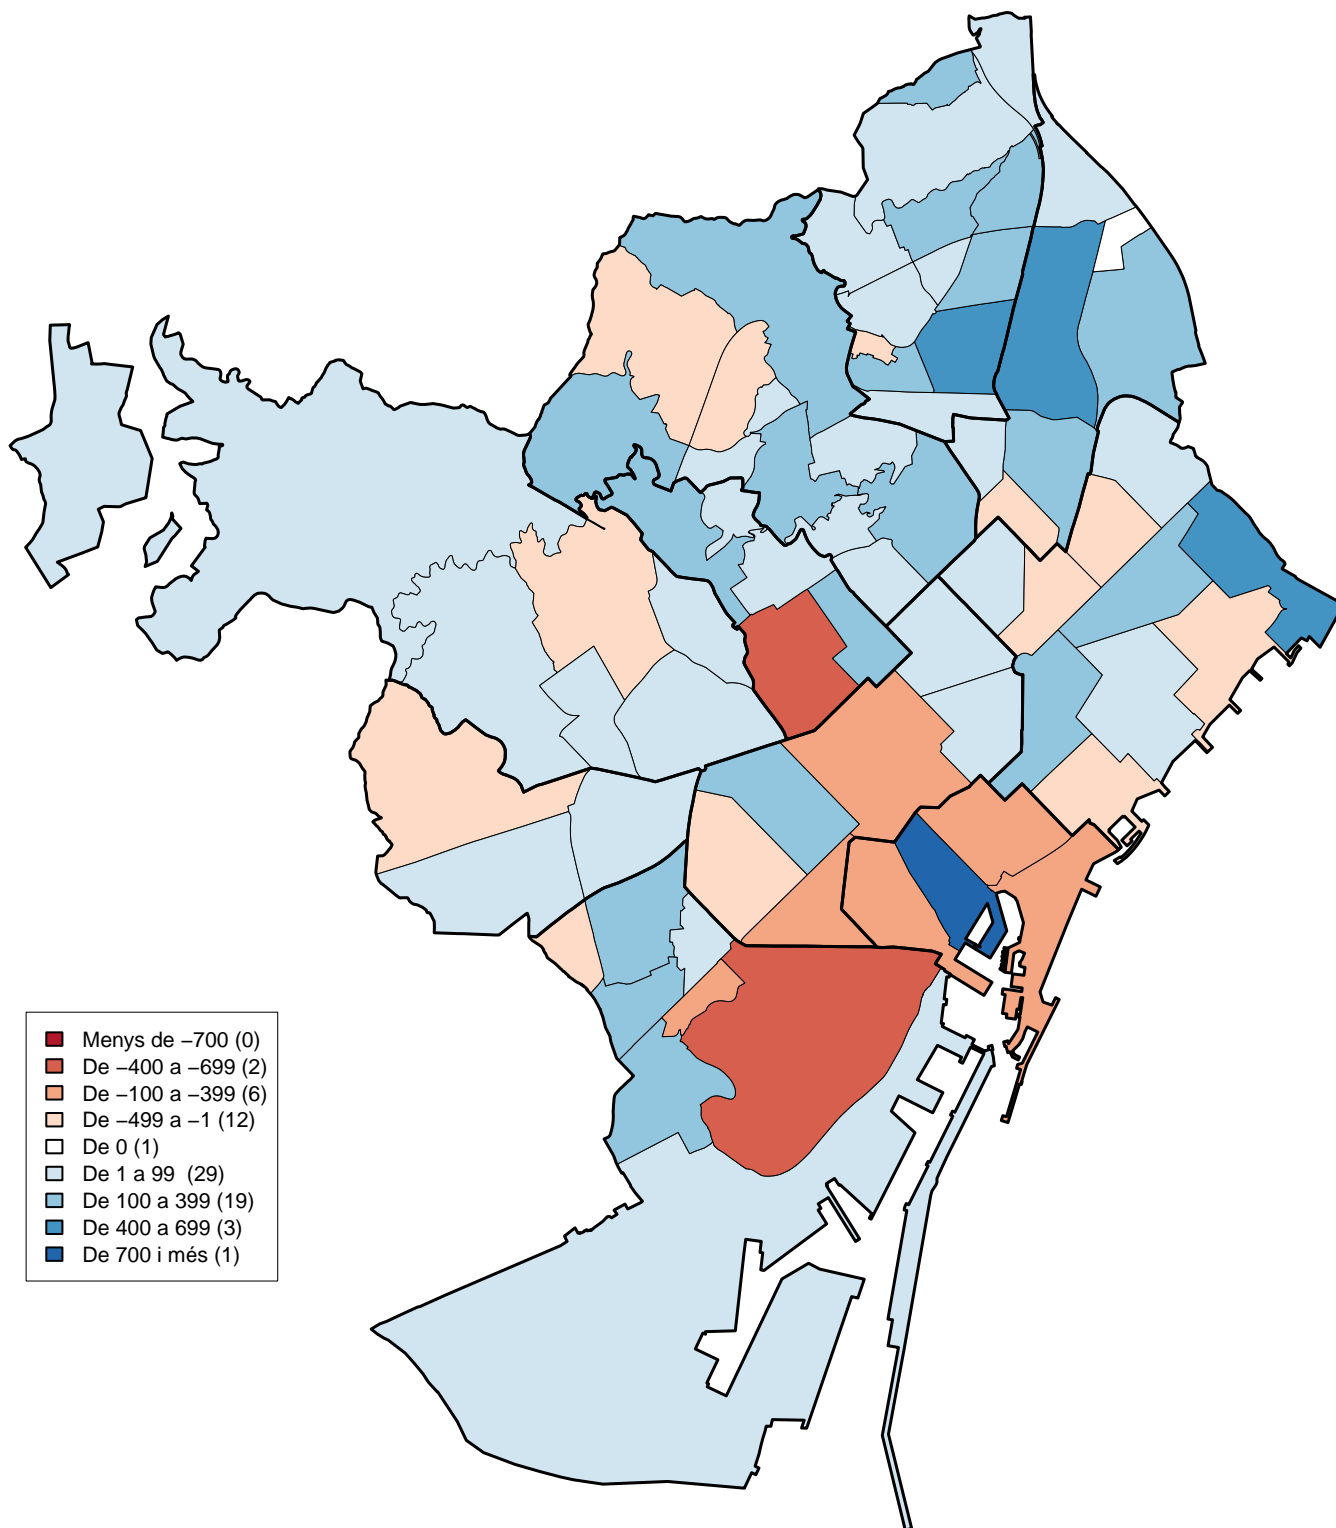 Menys de −700 (0)
De −400 a −699 (2)
De −100 a −399 (6)
De −499 a −1 (12)
De 0 (1)
De 1 a 99 (29)
De 100 a 399 (19)
De 400 a 699 (3)
De 700 i més (1)